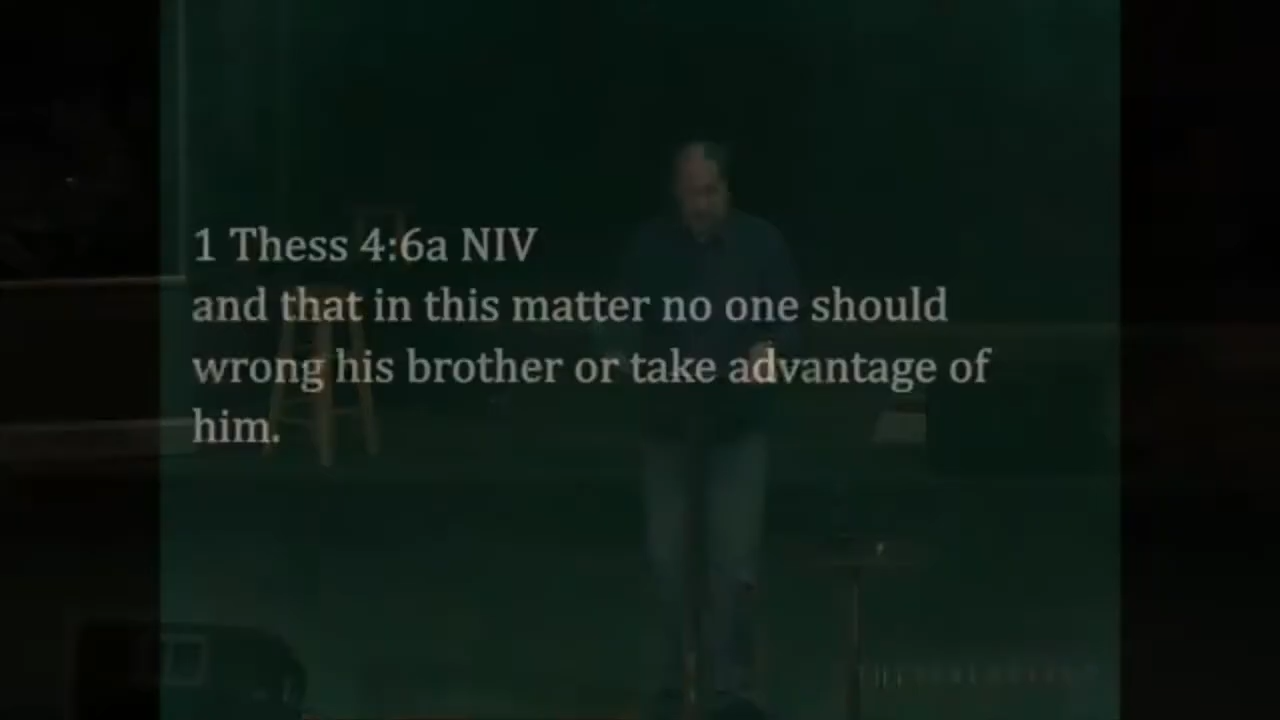 1 Thess 4:6a NIV
and that in this matter no one should
wrong his brother or take advantage of
him.